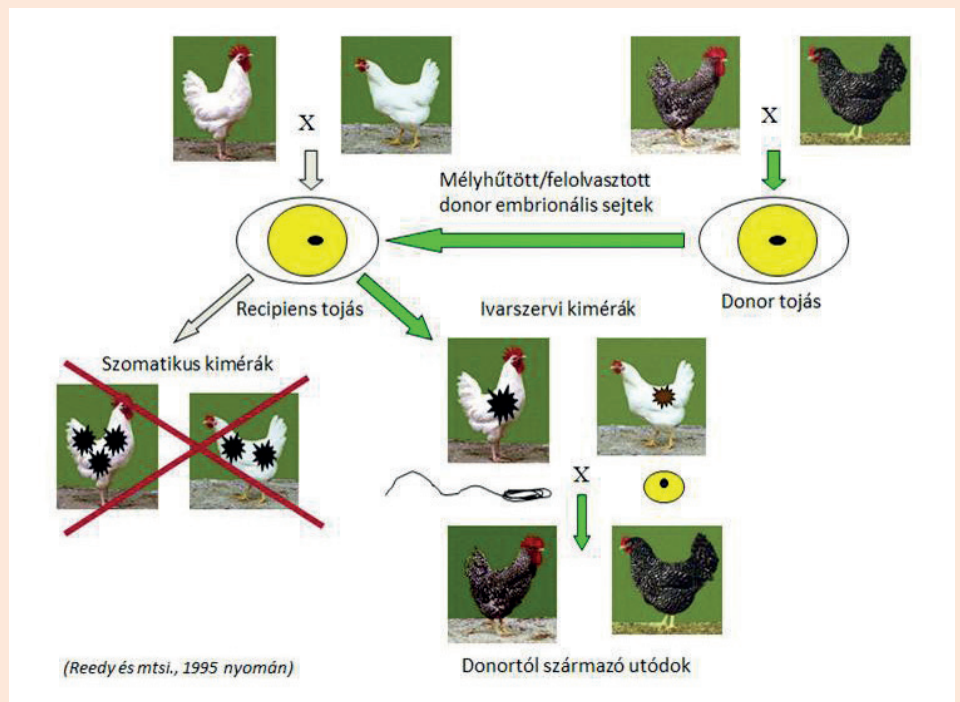 X
X
Mélyhűtött/felolvasztott
donor embrionális sejtek
Recipiens tojás
Donor tojás
Ivarszervi kimérák
Szomatikus kimérák
X
(Reedy és mtsi., 1995 nyomán)
Donortól származó utódok